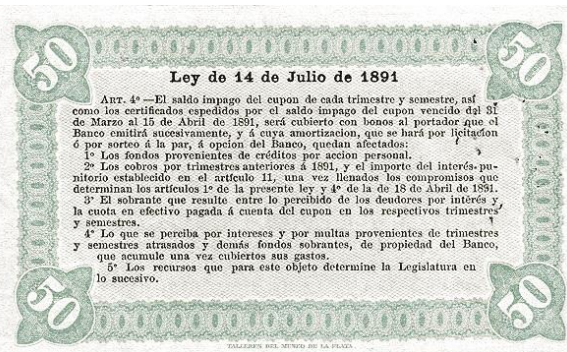 50
50
Ley de 14 de Julio de 1891
ART. 4º —El saldo impago del cupon de cada trimestre y semestre, así
como los certificados espedidos por el saldo impago del cupon vencido del 31
de Marzo al 15 de Abril de 1891, será cubierto con bonos al portador que el
Banco emitirá sucesivamente, y á cuya amortizacion, que se hará por licitacion
ó por sorteo á la par, á opcion del Banco, quedan afectados:
1º Los fondos provenientes de créditos por accion personal.
2º Los cobros por trimestres anteriores á 1891, y el importe del interés-pu-
nitorio establecido en el artículo 11, una vez llenados los compromisos que
determinan los artículos 1º de la presente ley y 4º de la de 18 de Abril de 1891.
3º El sobrante que resulte entre lo percibido de los deudores por interés y
la cuota en efectivo pagada á cuenta del cupon en los respectivos trimestres
y semestres.
4º Lo que se perciba por intereses y por multas provenientes de trimestres
y semestres atrasados y demás fondos sobrantes, de propiedad del Banco,
que acumule una vez cubiertos sus gastos.
5º Los recursos que para este objeto determine la Legislatura en
lo sucesivo.
50
50
TALLERES DEL MUSEO DE LA PLATA